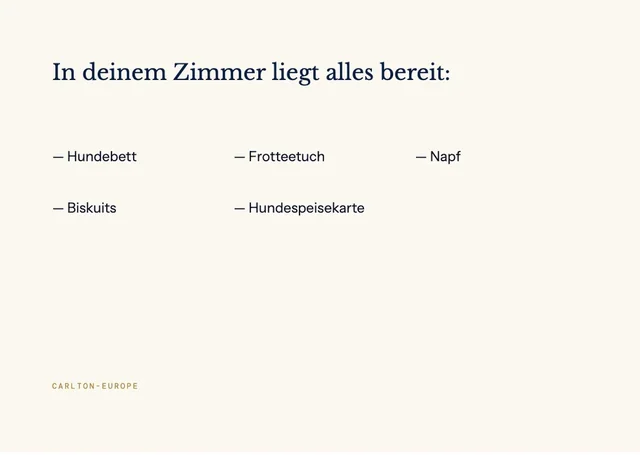 In deinem Zimmer liegt alles bereit:
— Hundebett — Frotteetuch — Napf
— Biskuits — Hundespeisekarte
CARLTON-EUROPE